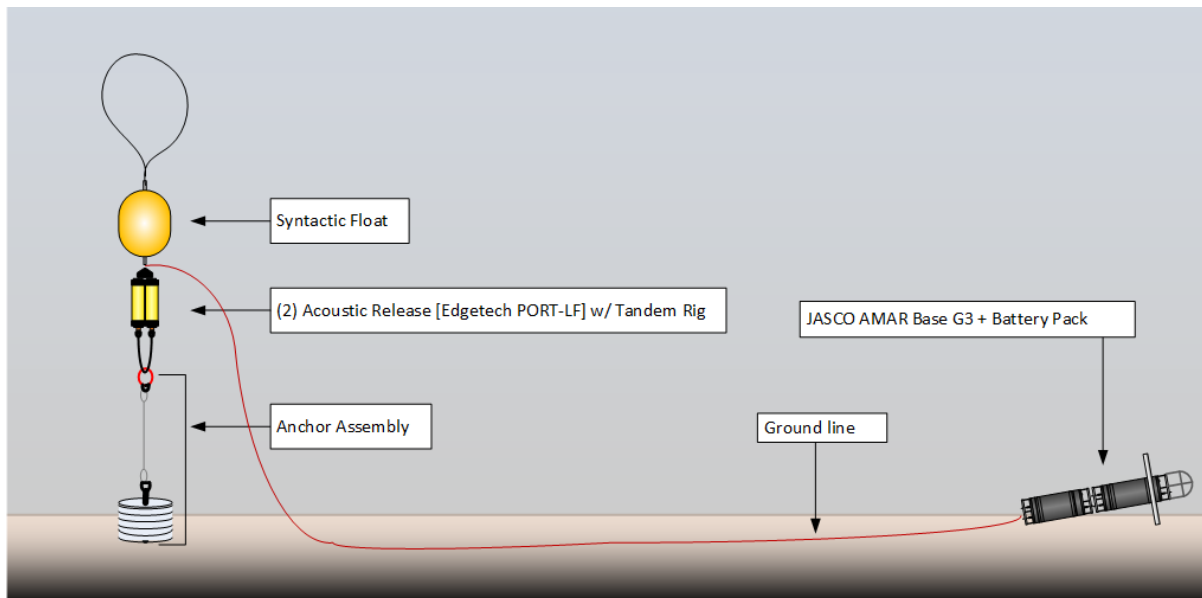 Syntactic Float
(2) Acoustic Release [Edgetech PORT-LF] w/ Tandem Rig
JASCO AMAR Base G3 + Battery Pack
Anchor Assembly
Ground line